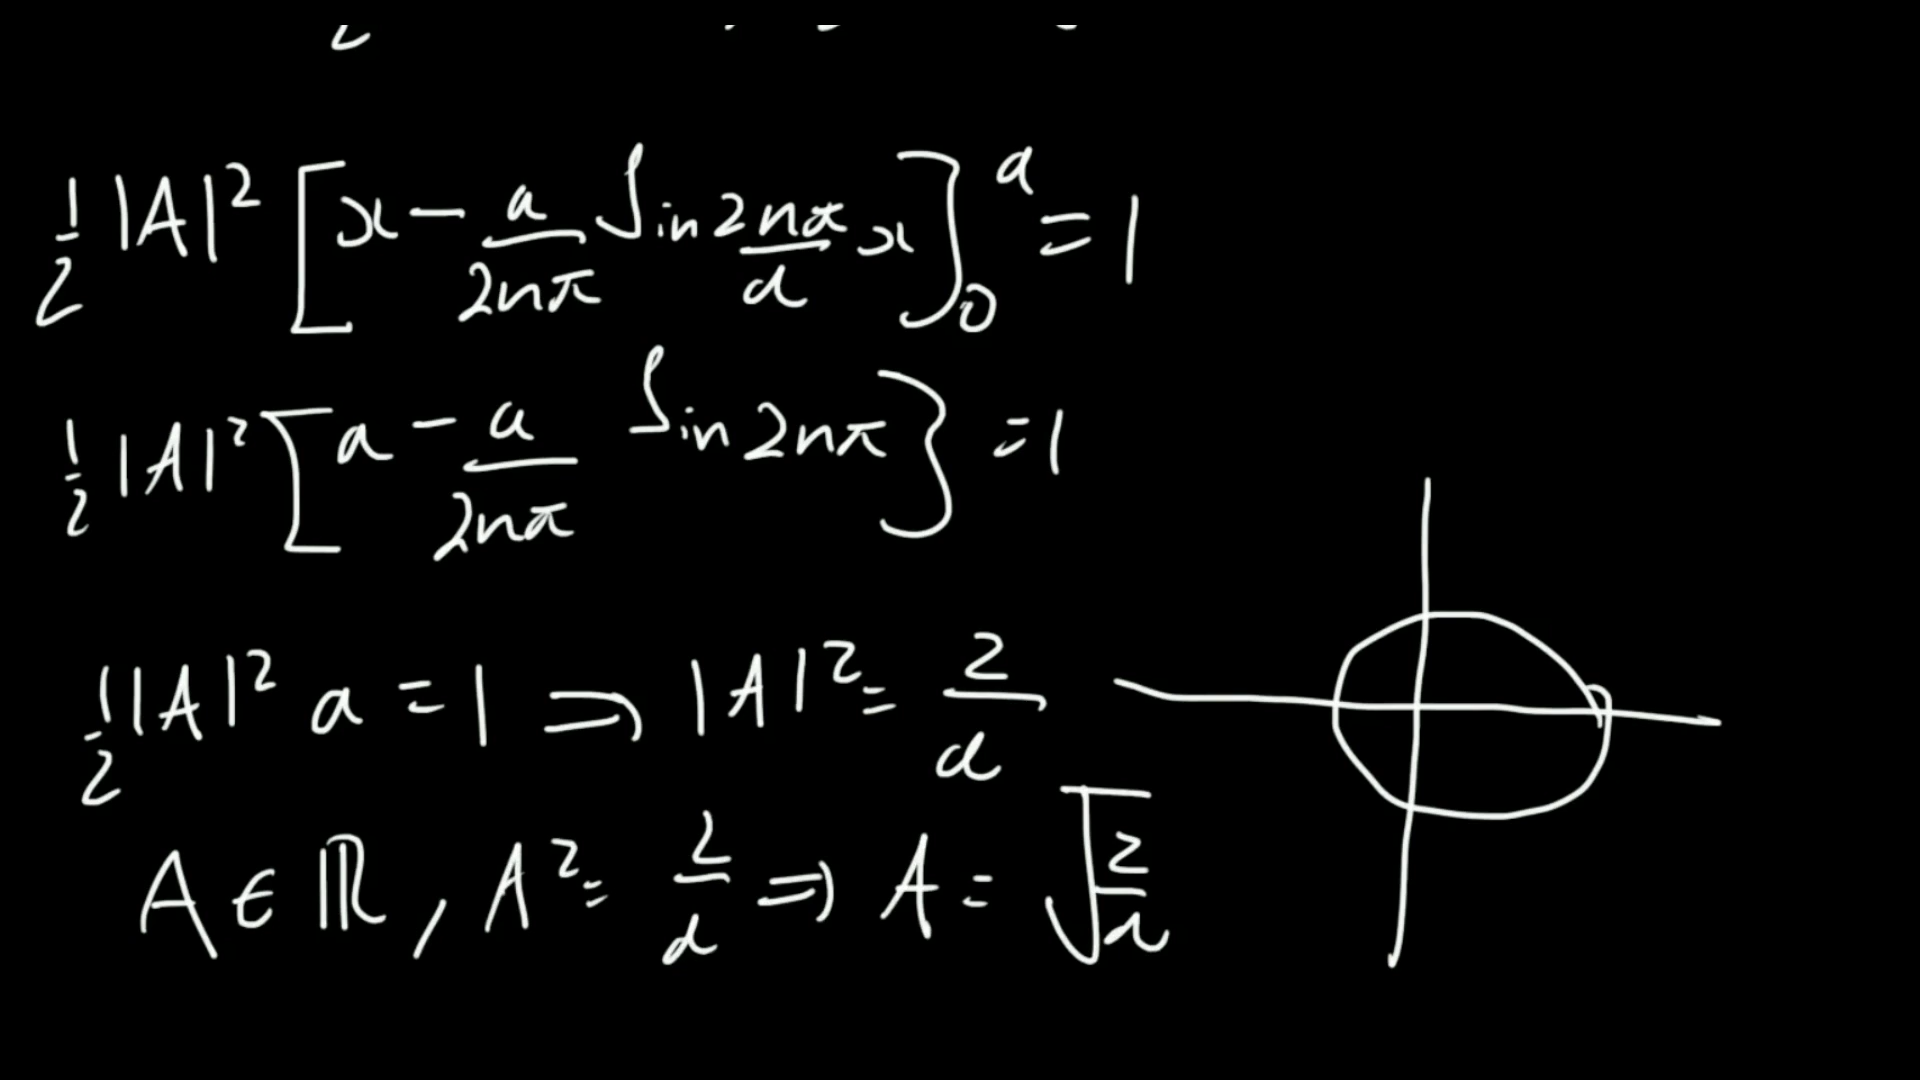 ½ |A|² [x - a/2nπ Sin 2nπ/a x]₀ᵃ = 1
½ |A|² [a - a/2nπ Sin 2nπ} = 1
½ |A|² a = 1 ⇒ |A|² = 2/a
A ∈ ℝ, A² = 2/a ⇒ A = √(2/a)